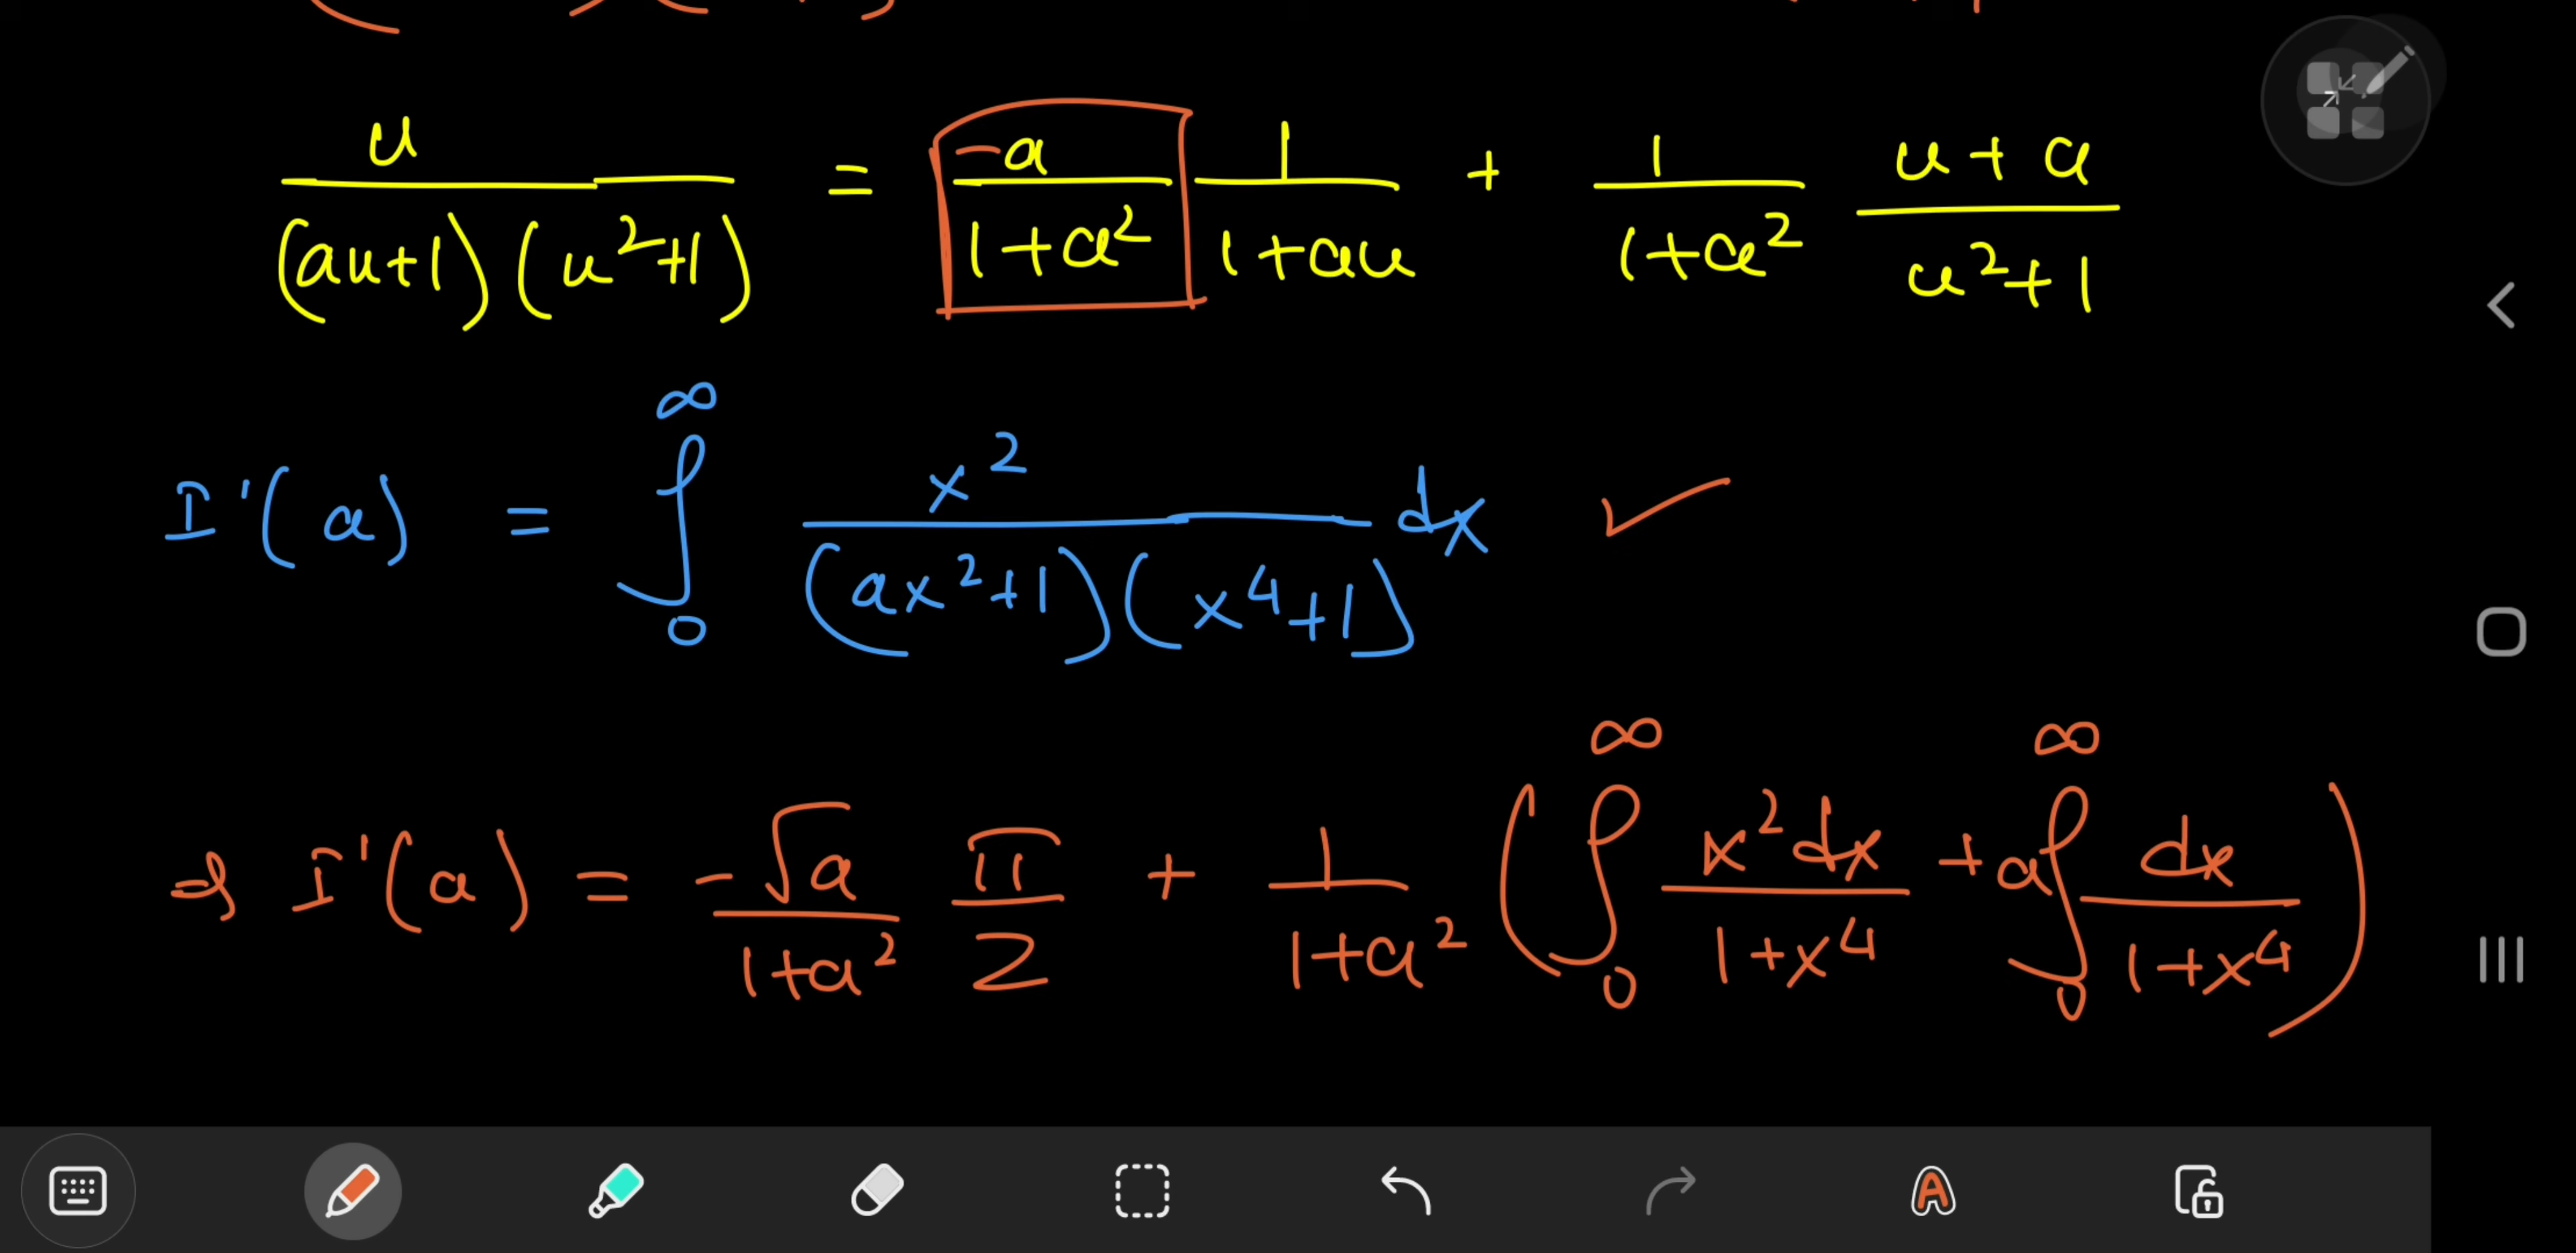 u/((au+1)(u²+1)) = -a/(1+a²) 1/(1+au) + 1/(1+a²) (u+a)/(u²+1)
I'(a) = ∫₀^∞ x²/((ax²+1)(x⁴+1)) dx ✓
⇒ I'(a) = -√a/(1+a²) π/2 + 1/(1+a²) (∫₀^∞ x²dx/(1+x⁴) + a∫₀^∞ dx/(1+x⁴))
A